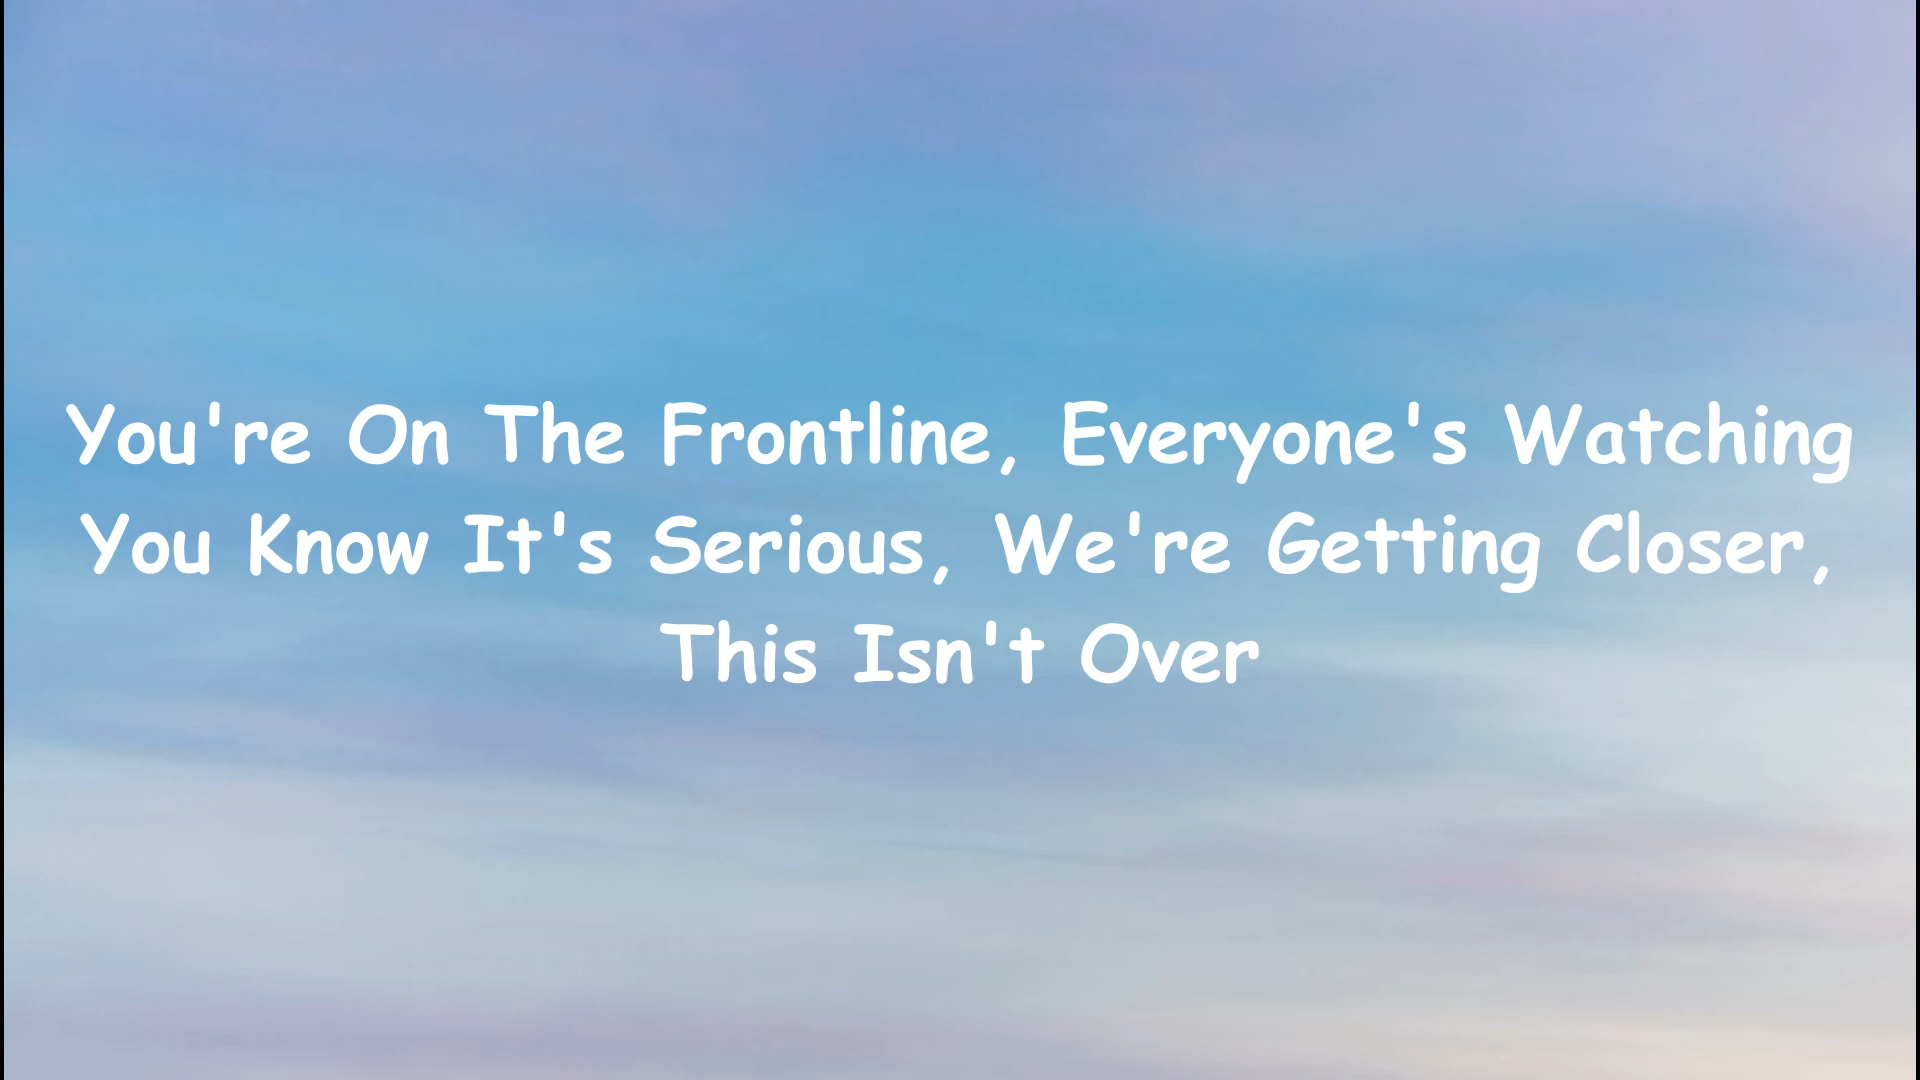 You're On The Frontline, Everyone's Watching
You Know It's Serious, We're Getting Closer,
This Isn't Over